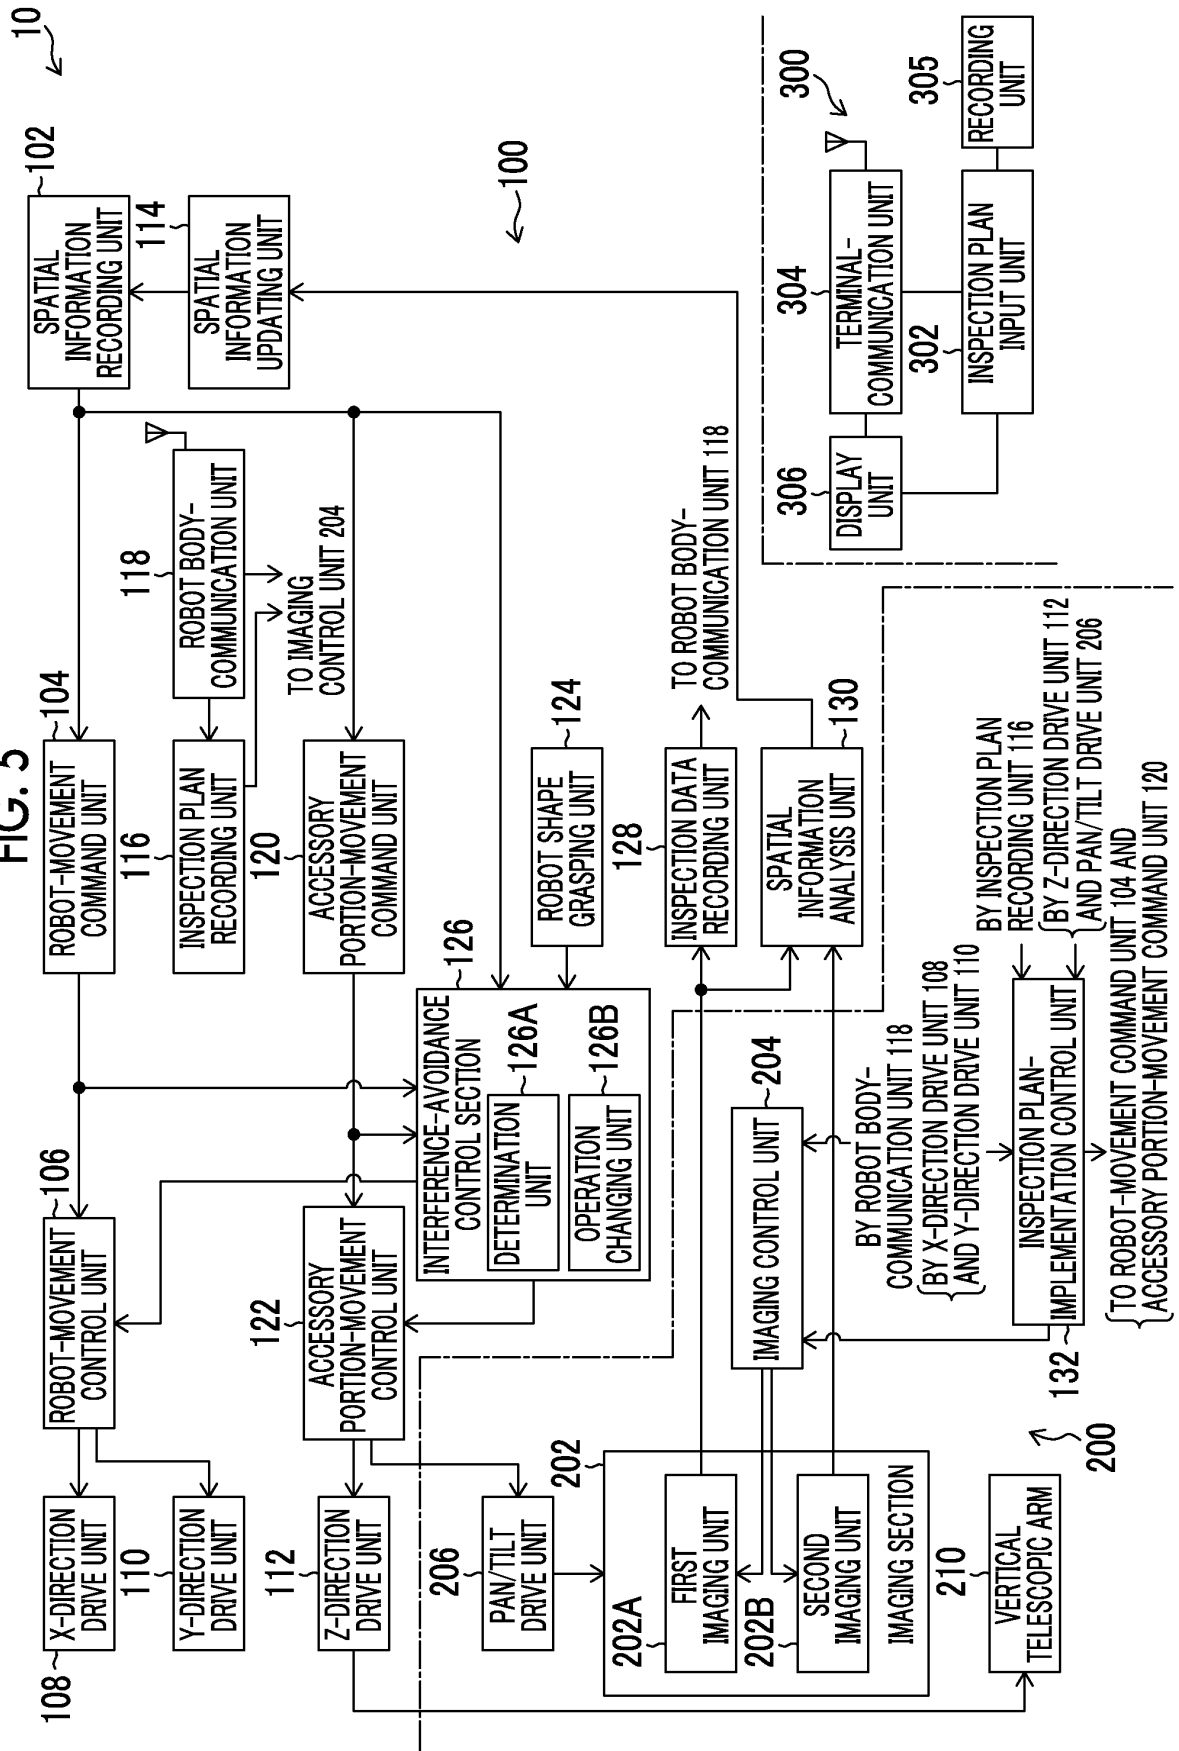 FIG. 5
10
108
X-DIRECTION
DRIVE UNIT
106
ROBOT-MOVEMENT
CONTROL UNIT
104
ROBOT-MOVEMENT
COMMAND UNIT
102
SPATIAL
INFORMATION
RECORDING UNIT
110
Y-DIRECTION
DRIVE UNIT
116
INSPECTION PLAN
RECORDING UNIT
118
ROBOT BODY-
COMMUNICATION UNIT
114
SPATIAL
INFORMATION
UPDATING UNIT
TO IMAGING
CONTROL UNIT 204
112
Z-DIRECTION
DRIVE UNIT
122
ACCESSORY
PORTION-MOVEMENT
CONTROL UNIT
120
ACCESSORY
PORTION-MOVEMENT
COMMAND UNIT
100
126
INTERFERENCE-AVOIDANCE
CONTROL SECTION
126A
DETERMINATION
UNIT
126B
OPERATION
CHANGING UNIT
124
ROBOT SHAPE
GRASPING UNIT
206
PAN/TILT
DRIVE UNIT
202
202A
FIRST
IMAGING UNIT
202B
SECOND
IMAGING UNIT
IMAGING SECTION
128
INSPECTION DATA
RECORDING UNIT
TO ROBOT BODY-
COMMUNICATION UNIT 118
130
SPATIAL
INFORMATION
ANALYSIS UNIT
204
IMAGING CONTROL UNIT
BY ROBOT BODY-
COMMUNICATION UNIT 118
BY X-DIRECTION DRIVE UNIT 108
AND Y-DIRECTION DRIVE UNIT 110
BY INSPECTION PLAN
RECORDING UNIT 116
BY Z-DIRECTION DRIVE UNIT 112
AND PAN/TILT DRIVE UNIT 206
132
INSPECTION PLAN-
IMPLEMENTATION CONTROL UNIT
TO ROBOT-MOVEMENT COMMAND UNIT 104 AND
ACCESSORY PORTION-MOVEMENT COMMAND UNIT 120
210
VERTICAL
TELESCOPIC ARM
200
300
306
DISPLAY
UNIT
304
TERMINAL-
COMMUNICATION UNIT
302
INSPECTION PLAN
INPUT UNIT
305
RECORDING
UNIT